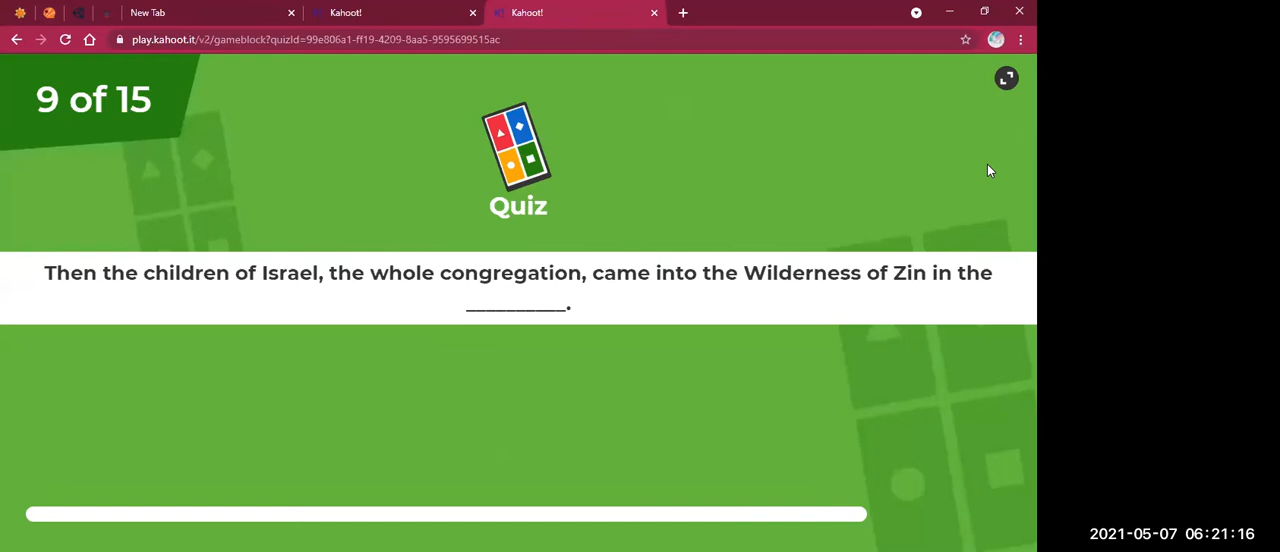 New Tab
Kahoot!
Kahoot!
play.kahoot.it/v2/gameblock?quizId=99e806a1-ff19-4209-8aa5-9595699515ac
9 of 15
Quiz
Then the children of Israel, the whole congregation, came into the Wilderness of Zin in the
__________.
2021-05-07 06:21:16